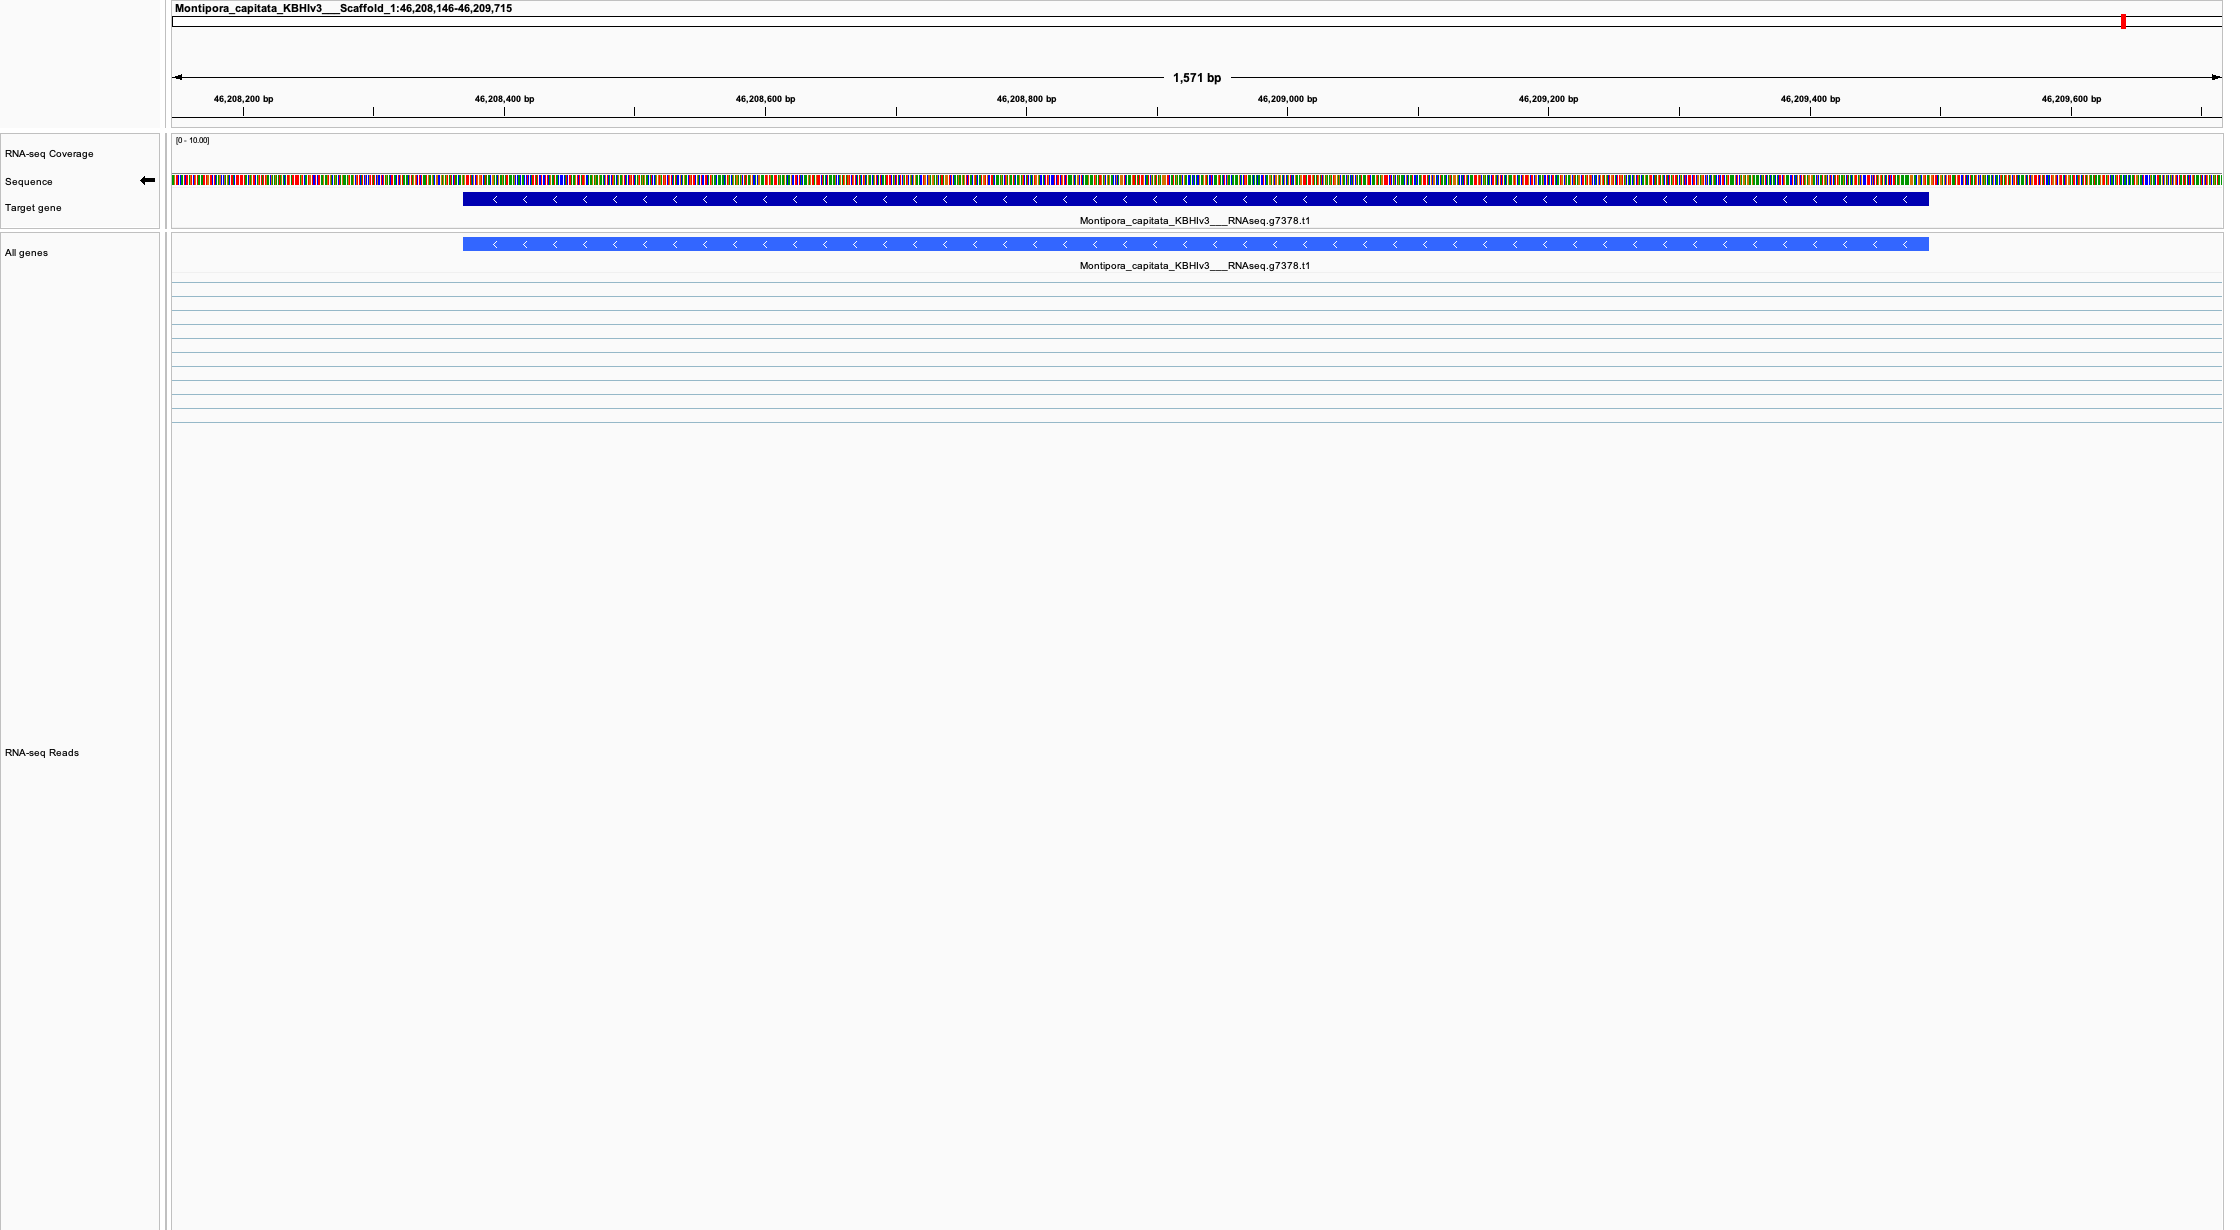 Montipora_capitata_KBHIv3___Scaffold_1:46,208,146-46,209,715
1,571 bp
46,208,200 bp 46,208,400 bp 46,208,600 bp 46,208,800 bp 46,209,000 bp 46,209,200 bp 46,209,400 bp 46,209,600 bp
RNA-seq Coverage
[0 - 10.00]
Sequence
Target gene
Montipora_capitata_KBHIv3___RNAseq.g7378.t1
All genes
Montipora_capitata_KBHIv3___RNAseq.g7378.t1
RNA-seq Reads